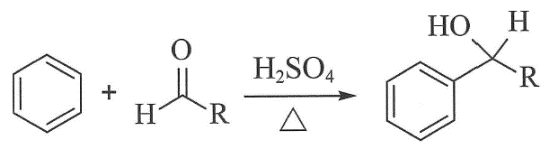 O
HO H
H₂SO₄
+ H R R
△